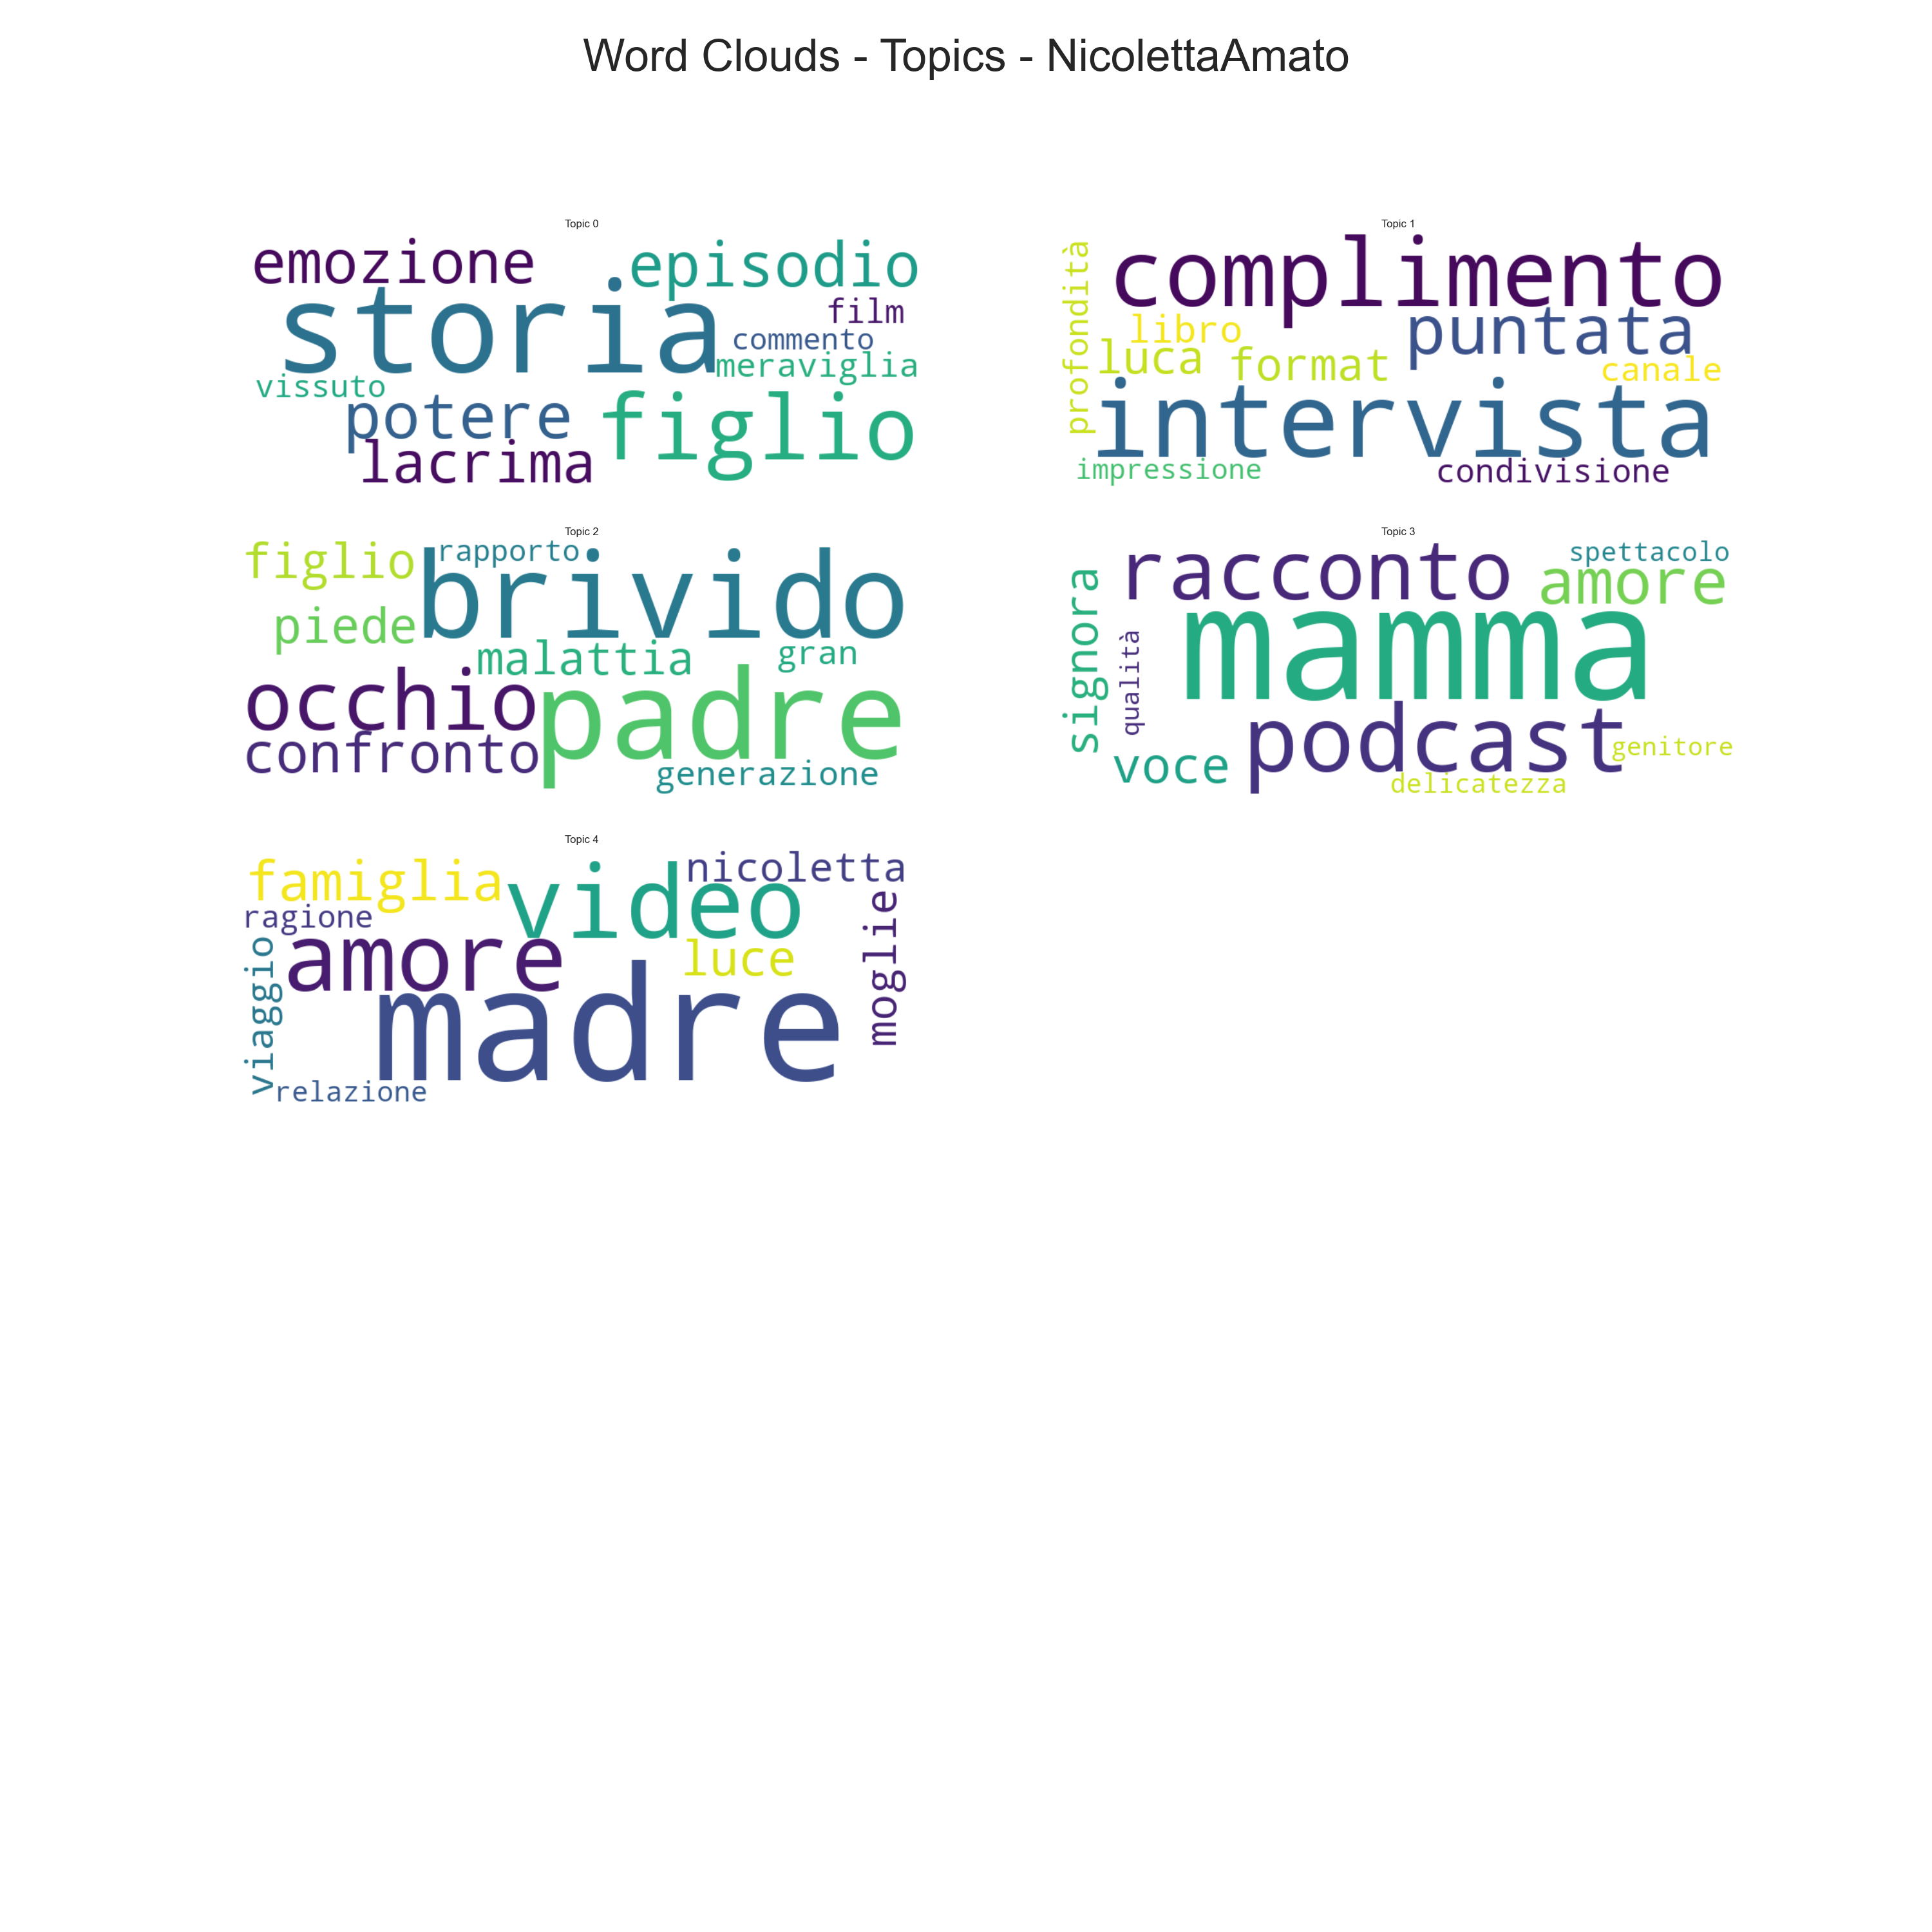 Word Clouds - Topics - NicolettaAmato
Topic 0
emozione
episodio
storia
film
commento
meraviglia
vissuto
potere
figlio
lacrima
Topic 1
profondità
complimento
libro
puntata
luca
format
canale
intervista
impressione
condivisione
Topic 2
figlio
rapporto
brivido
piede
malattia
gran
occhio
padre
confronto
generazione
Topic 3
racconto
spettacolo
amore
signora
mamma
qualità
podcast
voce
genitore
delicatezza
Topic 4
famiglia
video
nicoletta
ragione
moglie
amore
luce
viaggio
madre
relazione